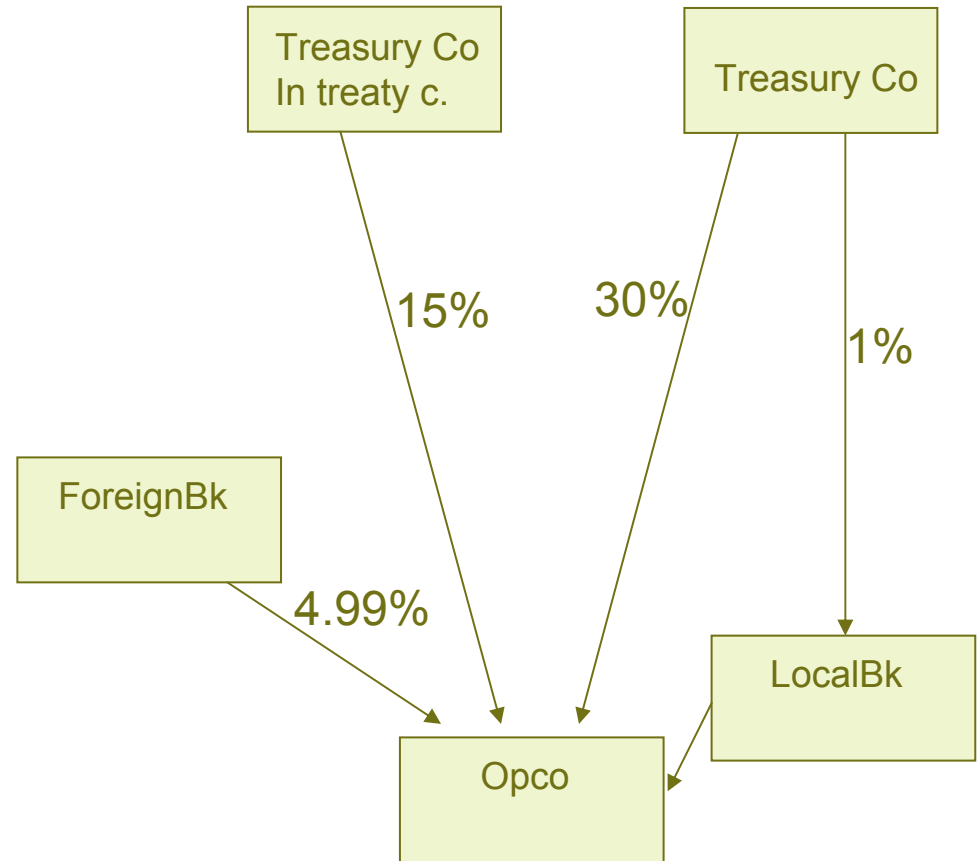 Treasury Co
In treaty c.
Treasury Co
15%
30%
1%
ForeignBk
4.99%
LocalBk
Opco